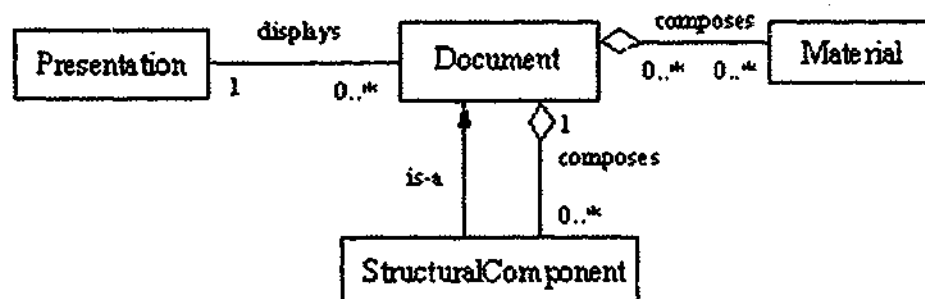 displays
composes
Presentation
Document
Material
1
0..*
0..*
0..*
1
composes
is-a
0..*
StructuralComponent